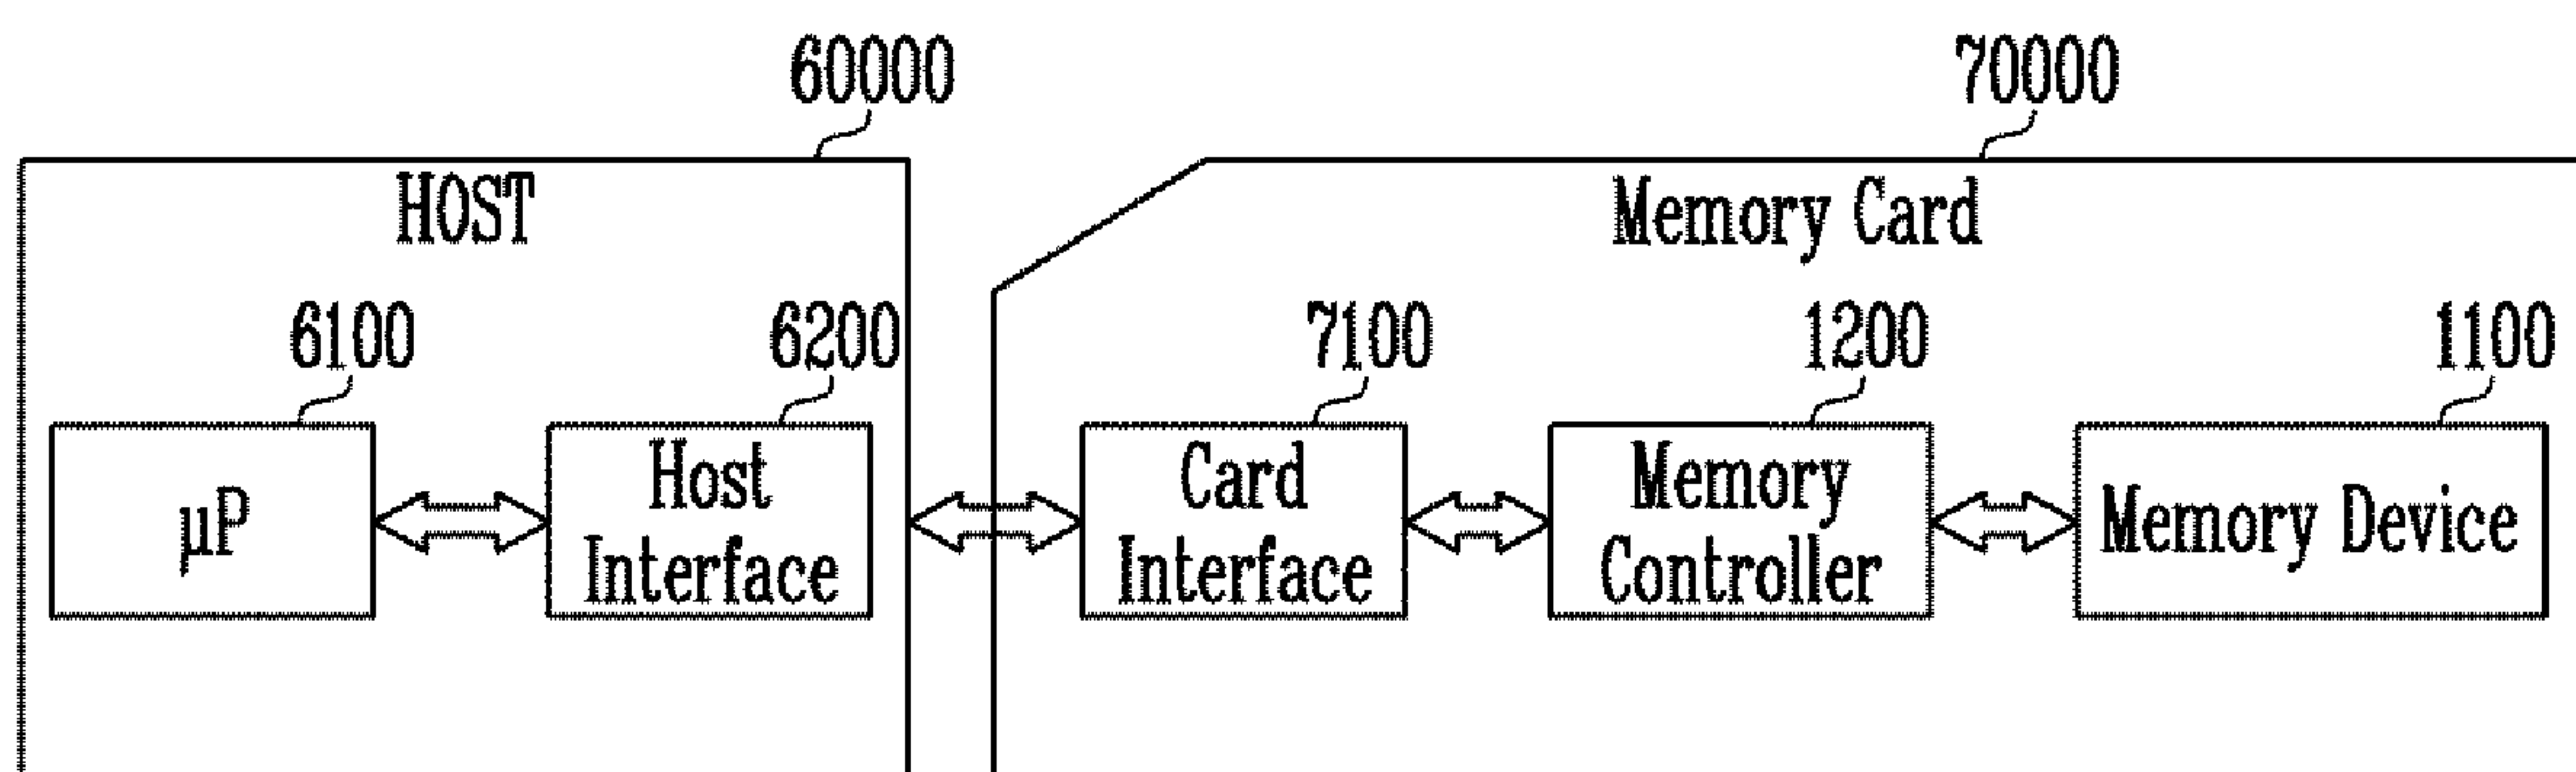 60000
70000
HOST
Memory Card
6100
6200
7100
1200
1100
μP
Host
Interface
Card
Interface
Memory
Controller
Memory Device